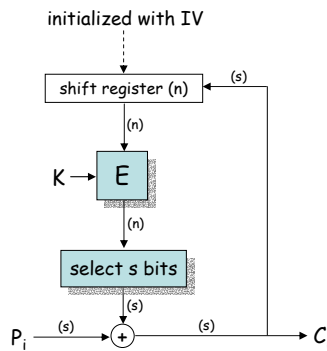 initialized with IV
(s)
shift register (n)
(n)
K
E
(n)
select s bits
(s)
P_i
(s)
+
(s)
C